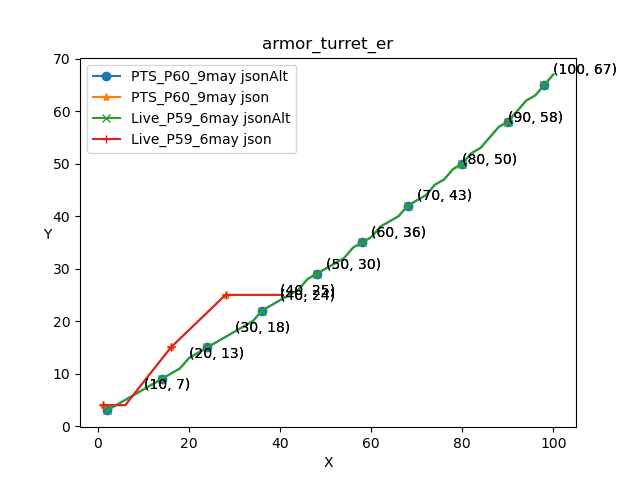 armor_turret_er
PTS_P60_9may jsonAlt
PTS_P60_9may json
Live_P59_6may jsonAlt
Live_P59_6may json
70
60
50
40
30
20
10
0
Y
(100, 67)
(90, 58)
(80, 50)
(70, 43)
(60, 36)
(50, 30)
(40, 25)
(40, 24)
(30, 18)
(20, 13)
(10, 7)
0 20 40 60 80 100
X